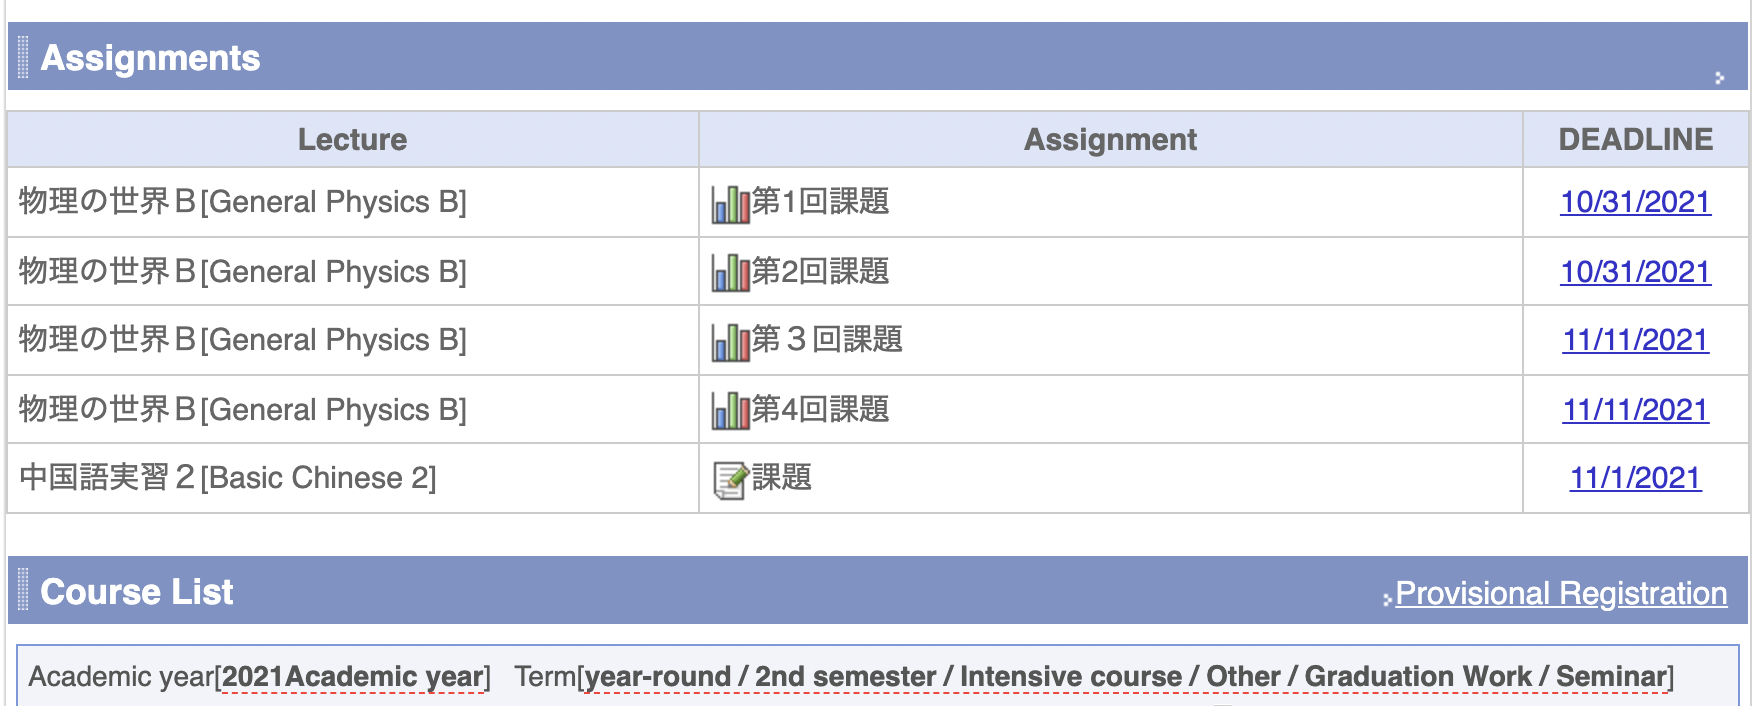 Assignments
Lecture Assignment DEADLINE
物理の世界Ｂ[General Physics B] 第1回課題 10/31/2021
物理の世界Ｂ[General Physics B] 第2回課題 10/31/2021
物理の世界Ｂ[General Physics B] 第３回課題 11/11/2021
物理の世界Ｂ[General Physics B] 第4回課題 11/11/2021
中国語実習２[Basic Chinese 2] 課題 11/1/2021
Course List Provisional Registration
Academic year[2021Academic year] Term[year-round / 2nd semester / Intensive course / Other / Graduation Work / Seminar]